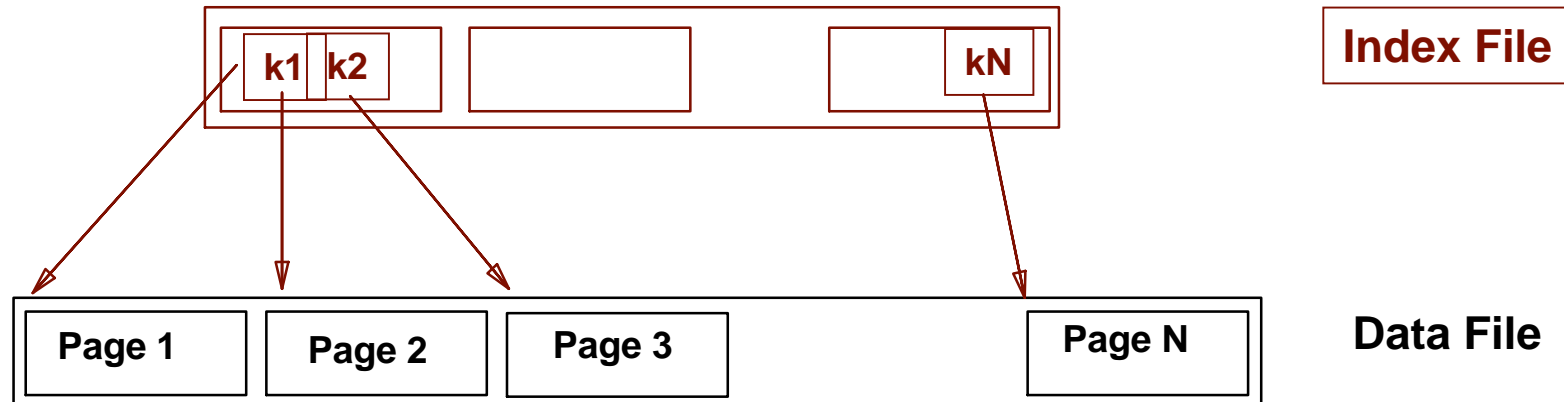 k1 k2 kN Index File
Page 1 Page 2 Page 3 Page N Data File